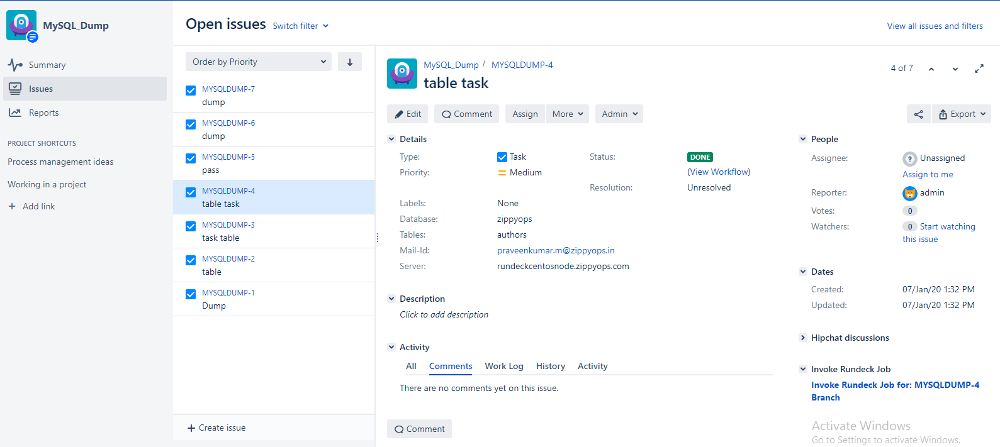 MySQL_Dump
Summary
Issues
Reports
PROJECT SHORTCUTS
Process management ideas
Working in a project
+ Add link
Open issues Switch filter
View all issues and filters
Order by Priority
MYSQLDUMP-7
dump
MYSQLDUMP-6
dump
MYSQLDUMP-5
pass
MYSQLDUMP-4
table task
MYSQLDUMP-3
task table
MYSQLDUMP-2
table
MYSQLDUMP-1
Dump
+ Create issue
MySQL_Dump / MYSQLDUMP-4
table task
4 of 7
Edit Comment Assign More Admin
Export
Details
Type: Task
Status: DONE
(View Workflow)
Priority: Medium
Resolution: Unresolved
Labels: None
Database: zippyops
Tables: authors
Mail-Id: praveenkumar.m@zippyops.in
Server: rundeckcentosnode.zippyops.com
Description
Click to add description
Activity
All Comments Work Log History Activity
There are no comments yet on this issue.
Comment
People
Assignee: ? Unassigned
Assign to me
Reporter: admin
Votes: 0
Watchers: 0 Start watching
this issue
Dates
Created: 07/Jan/20 1:32 PM
Updated: 07/Jan/20 1:32 PM
Hipchat discussions
Invoke Rundeck Job
Invoke Rundeck Job for: MYSQLDUMP-4
Branch
Activate Windows
Go to Settings to activate Windows.